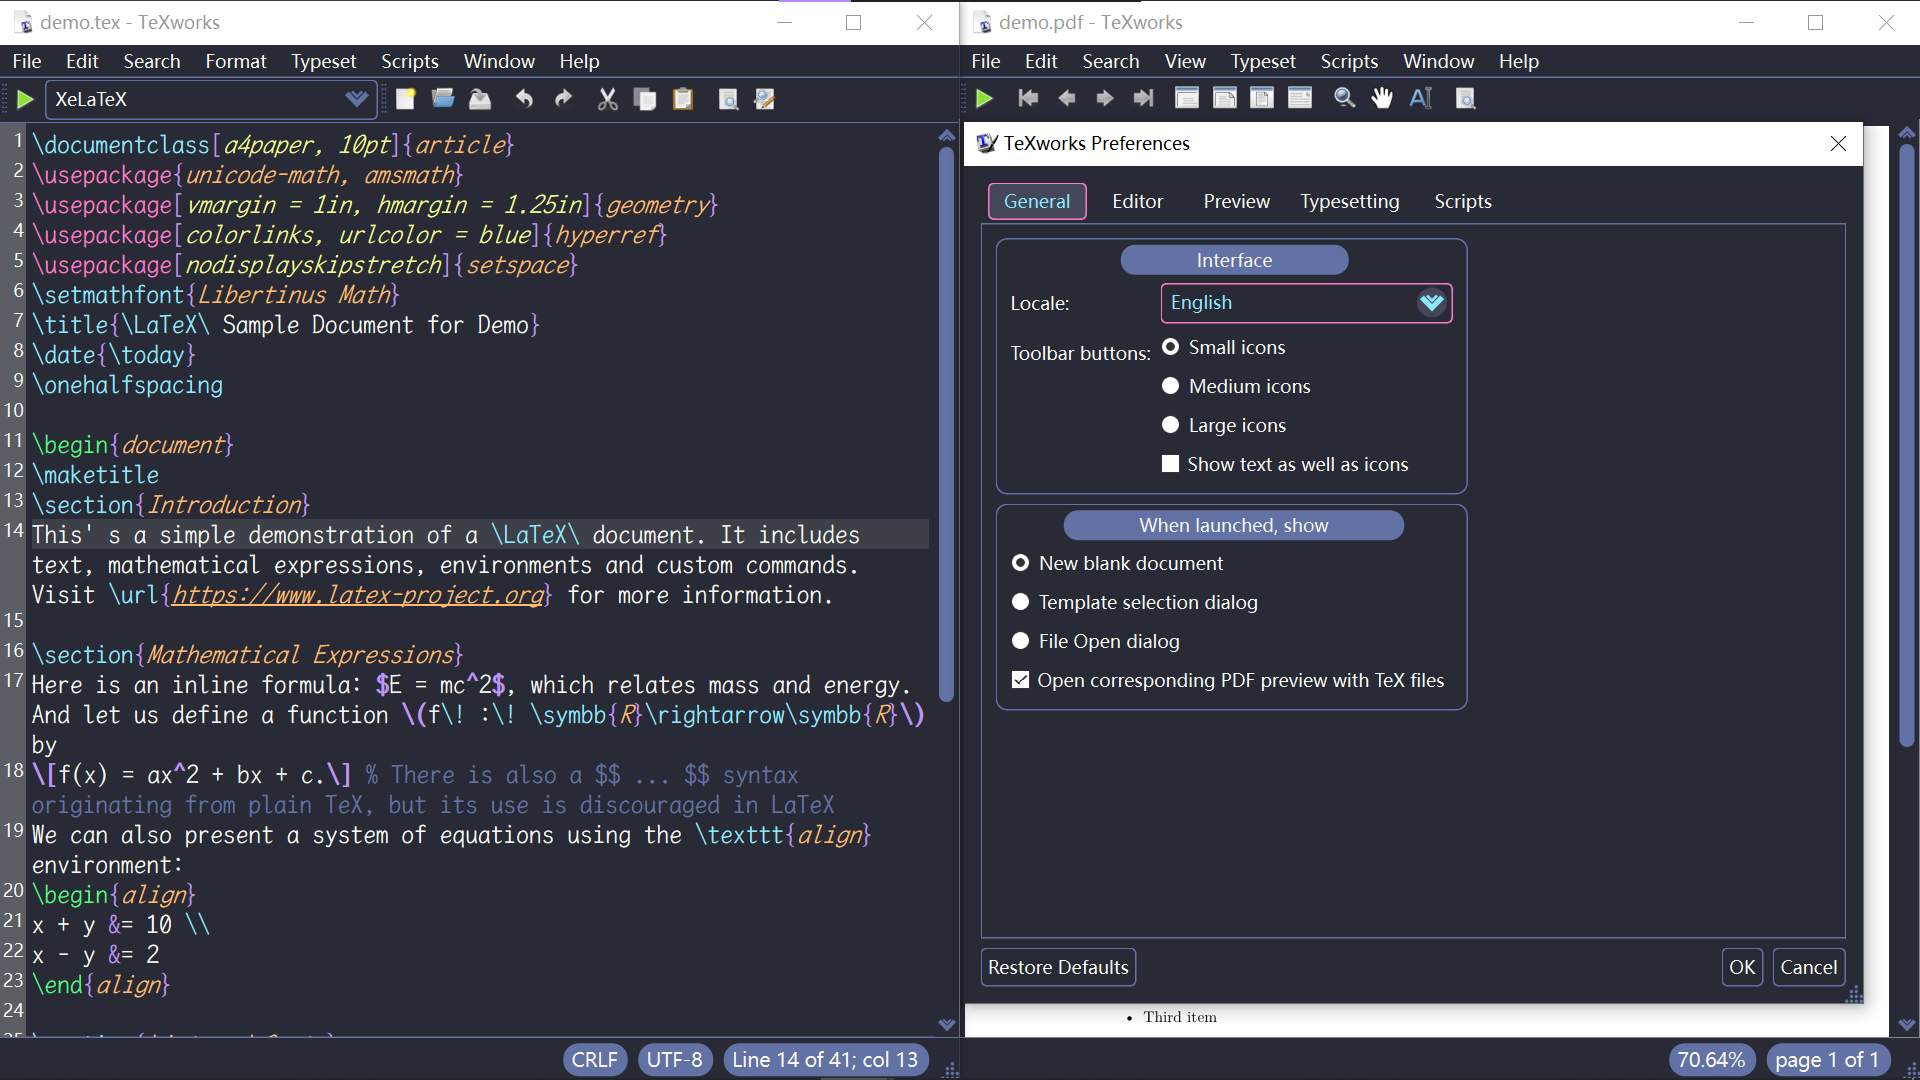 demo.tex - TeXworks
File Edit Search Format Typeset Scripts Window Help
XeLaTeX
1 \documentclass[a4paper, 10pt]{article}
2 \usepackage{unicode-math, amsmath}
3 \usepackage[vmargin = 1in, hmargin = 1.25in]{geometry}
4 \usepackage[colorlinks, urlcolor = blue]{hyperref}
5 \usepackage[nodisplayskipstretch]{setspace}
6 \setmathfont{Libertinus Math}
7 \title{\LaTeX\ Sample Document for Demo}
8 \date{\today}
9 \onehalfspacing
10
11 \begin{document}
12 \maketitle
13 \section{Introduction}
14 This' s a simple demonstration of a \LaTeX\ document. It includes
text, mathematical expressions, environments and custom commands.
Visit \url{https://www.latex-project.org} for more information.
15
16 \section{Mathematical Expressions}
17 Here is an inline formula: $E = mc^2$, which relates mass and energy.
And let us define a function \(f\! :\! \symbb{R}\rightarrow\symbb{R}\)
by
18 \[f(x) = ax^2 + bx + c.\] % There is also a $$ ... $$ syntax
originating from plain TeX, but its use is discouraged in LaTeX
19 We can also present a system of equations using the \texttt{align}
environment:
20 \begin{align}
21 x + y &= 10 \\
22 x - y &= 2
23 \end{align}
24
CRLF UTF-8 Line 14 of 41; col 13
demo.pdf - TeXworks
File Edit Search View Typeset Scripts Window Help
TeXworks Preferences
General Editor Preview Typesetting Scripts
Interface
Locale: English
Toolbar buttons: Small icons
Medium icons
Large icons
Show text as well as icons
When launched, show
New blank document
Template selection dialog
File Open dialog
Open corresponding PDF preview with TeX files
Restore Defaults OK Cancel
• Third item
70.64% page 1 of 1